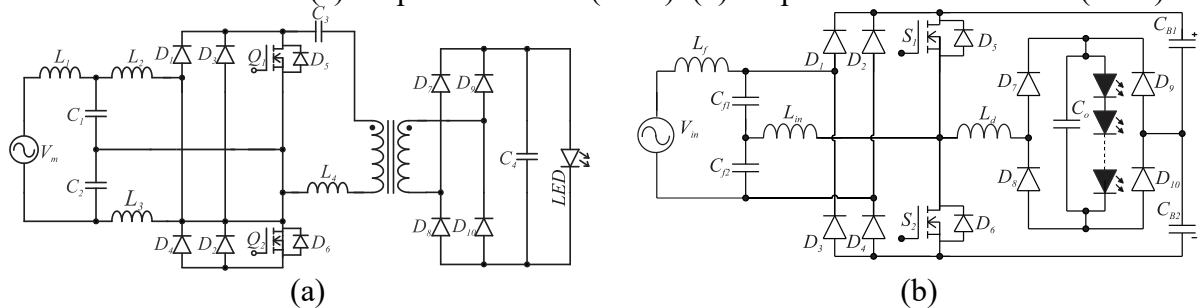 C3
L1 L2 D1 D3 Q1 D5
D7 D9
C1
Vm
C4
LED
C2
L4
L3
D8 D10
D4 D2 Q2 D6
(a)
CB1
S1
Lf D5
D1 D2
D7 D9
Cf1
Lin Ld Co
Vin
Cf2
D8 D10
S2
D3 D4 D6
CB2
(b)